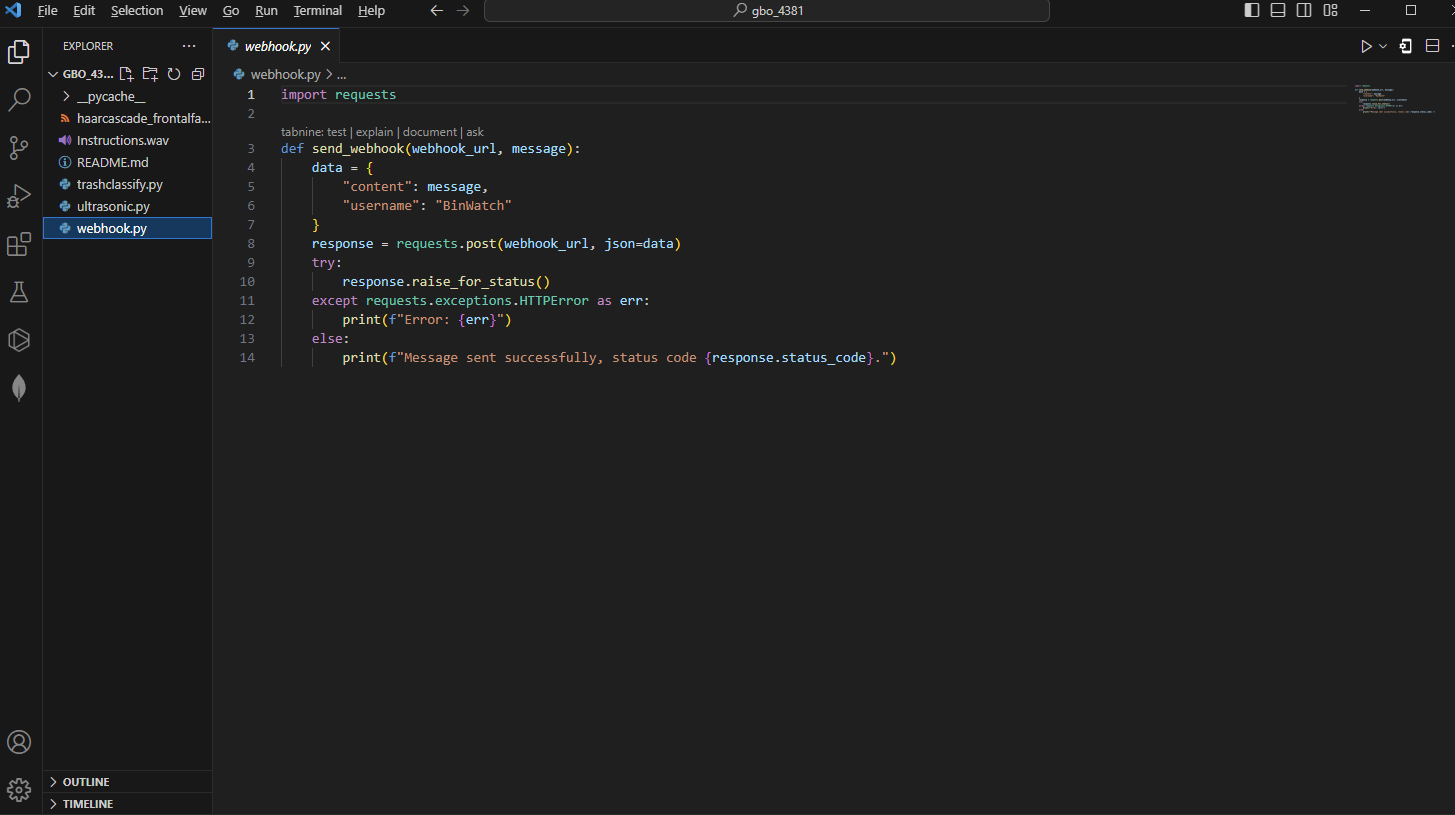 File Edit Selection View Go Run Terminal Help
gbo_4381
EXPLORER
GBO_43...
__pycache__
haarcascade_frontalfa...
Instructions.wav
README.md
trashclassify.py
ultrasonic.py
webhook.py
OUTLINE
TIMELINE
webhook.py
webhook.py > ...
1 import requests
2
tabnine: test | explain | document | ask
3 def send_webhook(webhook_url, message):
4 data = {
5 "content": message,
6 "username": "BinWatch"
7 }
8 response = requests.post(webhook_url, json=data)
9 try:
10 response.raise_for_status()
11 except requests.exceptions.HTTPError as err:
12 print(f"Error: {err}")
13 else:
14 print(f"Message sent successfully, status code {response.status_code}.")